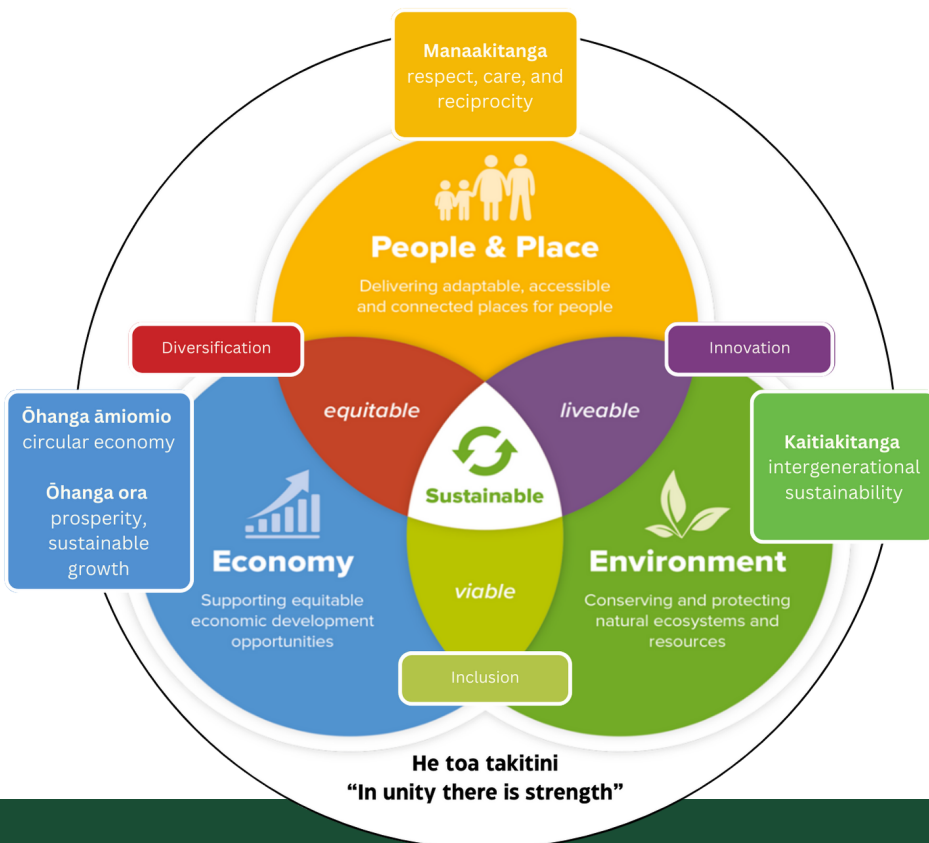 Manaakitanga
respect, care, and
reciprocity
People & Place
Delivering adaptable, accessible
and connected places for people
Diversification
Innovation
equitable
liveable
Ōhanga āmiomio
circular economy
Ōhanga ora
prosperity,
sustainable
growth
Sustainable
Kaitiakitanga
intergenerational
sustainability
Economy
Supporting equitable
economic development
opportunities
viable
Environment
Conserving and protecting
natural ecosystems and
resources
Inclusion
He toa takitini
“In unity there is strength”